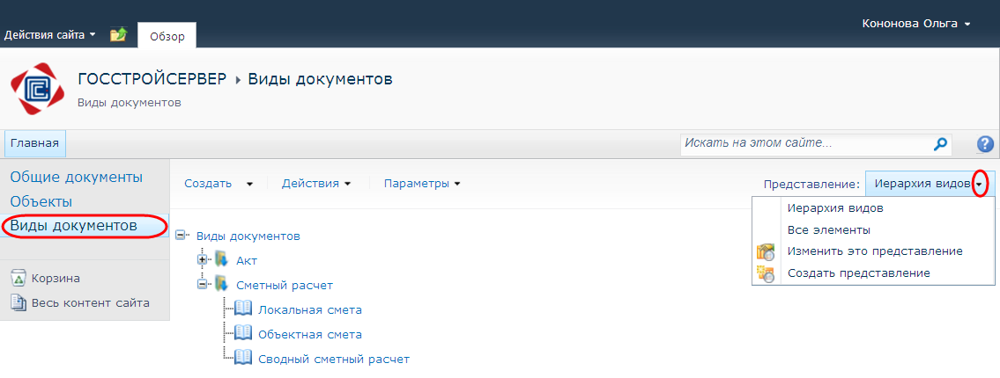 Кононова Ольга
Действия сайта
Обзор
ГОССТРОЙСЕРВЕР Виды документов
Виды документов
Главная
Искать на этом сайте...
Общие документы
Объекты
Виды документов
Корзина
Весь контент сайта
Создать Действия Параметры Представление: Иерархия видов
Иерархия видов
Все элементы
Изменить это представление
Создать представление
Виды документов
Акт
Сметный расчет
Локальная смета
Объектная смета
Сводный сметный расчет